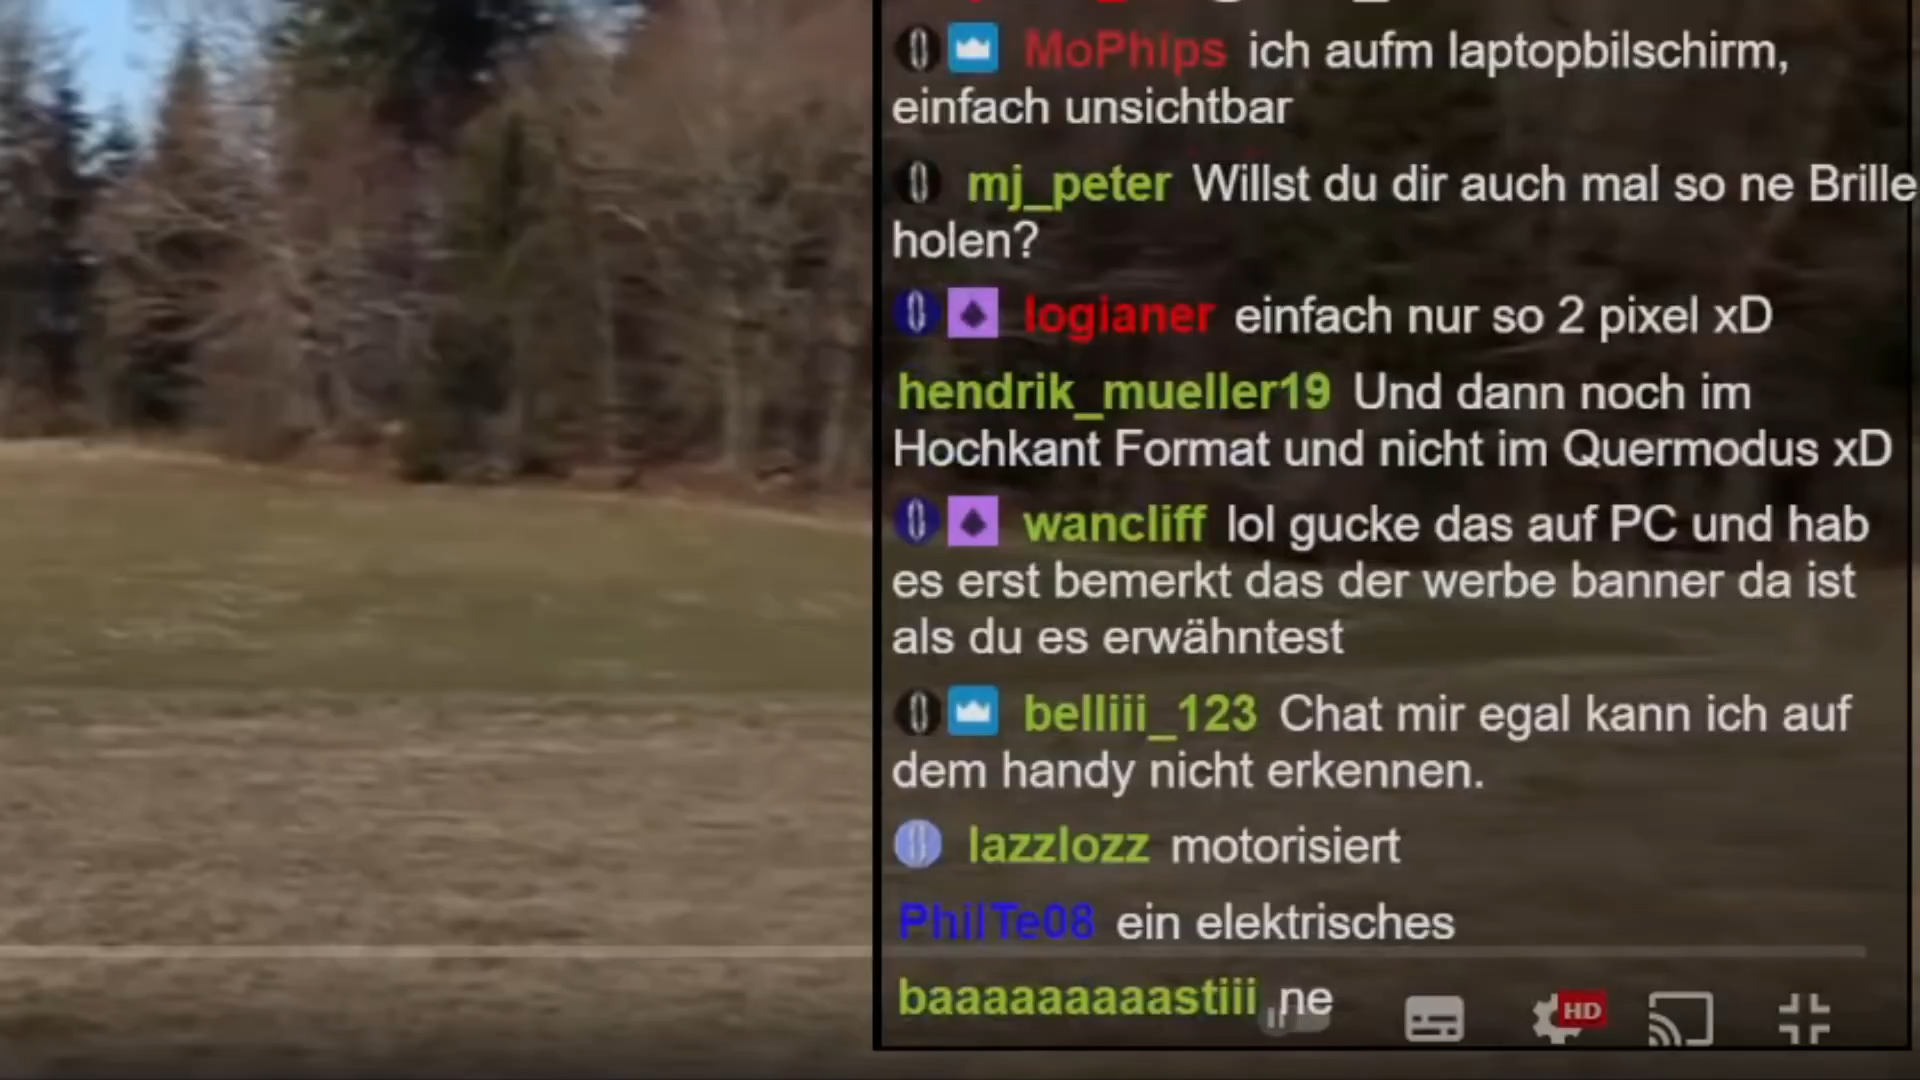 MoPhips ich aufm laptopbilschirm,
einfach unsichtbar
mj_peter Willst du dir auch mal so ne Brille
holen?
logianer einfach nur so 2 pixel xD
hendrik_mueller19 Und dann noch im
Hochkant Format und nicht im Quermodus xD
wancliff lol gucke das auf PC und hab
es erst bemerkt das der werbe banner da ist
als du es erwähntest
belliii_123 Chat mir egal kann ich auf
dem handy nicht erkennen.
lazzlozz motorisiert
PhilTe08 ein elektrisches
baaaaaaaaastiii ne
HD